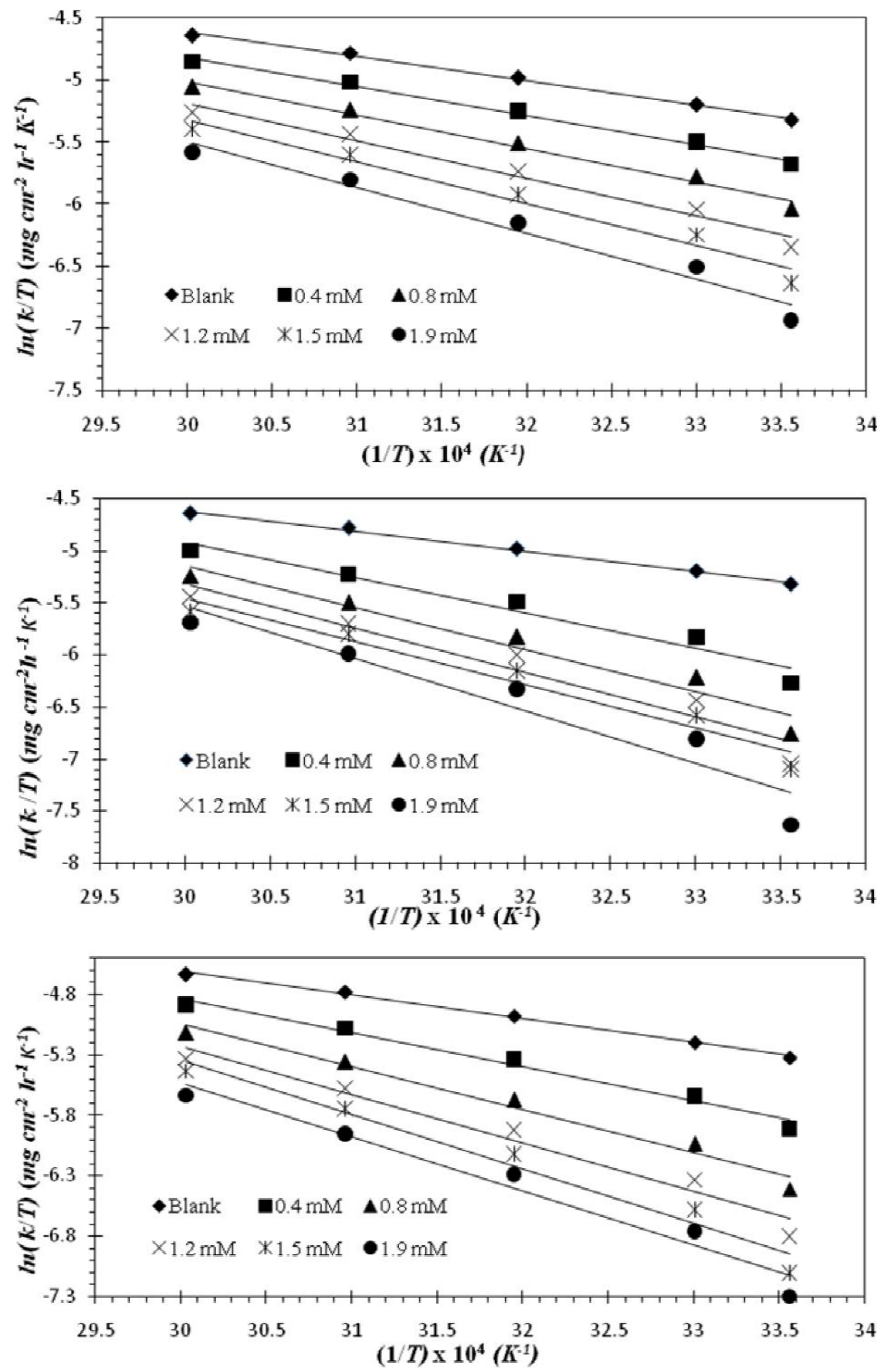 -4.5
-5
-5.5
-6
-6.5
-7
-7.5
ln(k/T) (mg cm-2 hr-1 K-1)
Blank 0.4 mM 0.8 mM
1.2 mM 1.5 mM 1.9 mM
29.5 30 30.5 31 31.5 32 32.5 33 33.5 34
(1/T) x 10⁴ (K-1)
-4.5
-5
-5.5
-6
-6.5
-7
-7.5
-8
ln(k/T) (mg cm-2 h-1 K-1)
Blank 0.4 mM 0.8 mM
1.2 mM 1.5 mM 1.9 mM
29.5 30 30.5 31 31.5 32 32.5 33 33.5 34
(1/T) x 10⁴ (K-1)
-4.8
-5.3
-5.8
-6.3
-6.8
-7.3
ln(k/T) (mg cm-2 hr-1 K-1)
Blank 0.4 mM 0.8 mM
1.2 mM 1.5 mM 1.9 mM
29.5 30 30.5 31 31.5 32 32.5 33 33.5 34
(1/T) x 10⁴ (K-1)